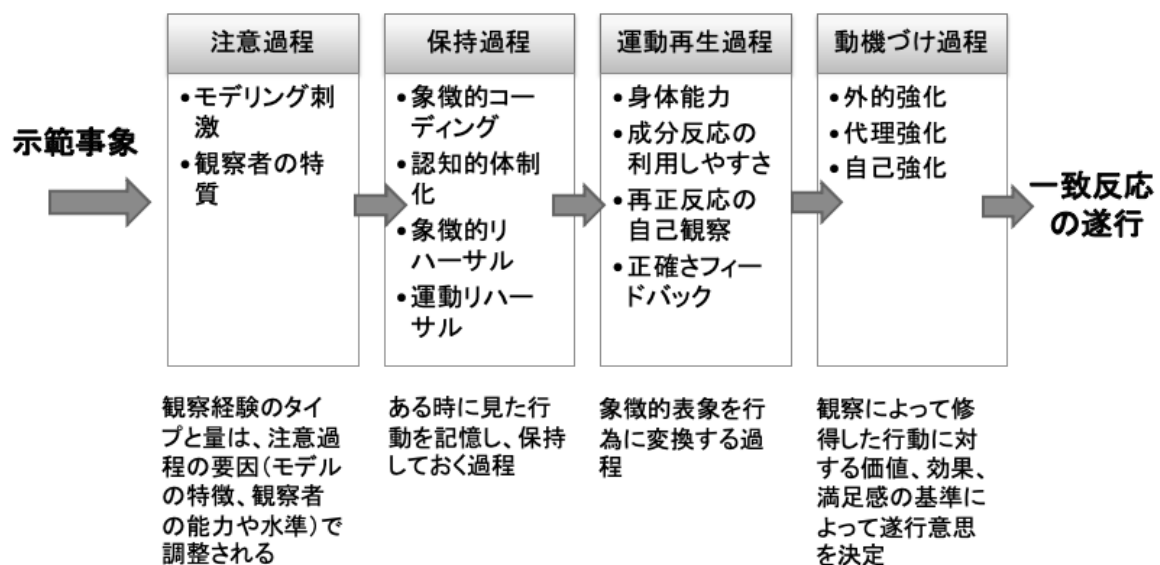 示範事象
注意過程
•モデリング刺
激
•観察者の特
質
観察経験のタイ
プと量は、注意過
程の要因(モデル
の特徴、観察者
の能力や水準)で
調整される
保持過程
•象徴的コー
ディング
•認知的体制
化
•象徴的リ
ハーサル
•運動リハー
サル
ある時に見た行
動を記憶し、保持
しておく過程
運動再生過程
•身体能力
•成分反応の
利用しやすさ
•再正反応の
自己観察
•正確さフィー
ドバック
象徴的表象を行
為に変換する過
程
動機づけ過程
•外的強化
•代理強化
•自己強化
観察によって修
得した行動に対
する価値、効果、
満足感の基準に
よって遂行意思
を決定
一致反応
の遂行